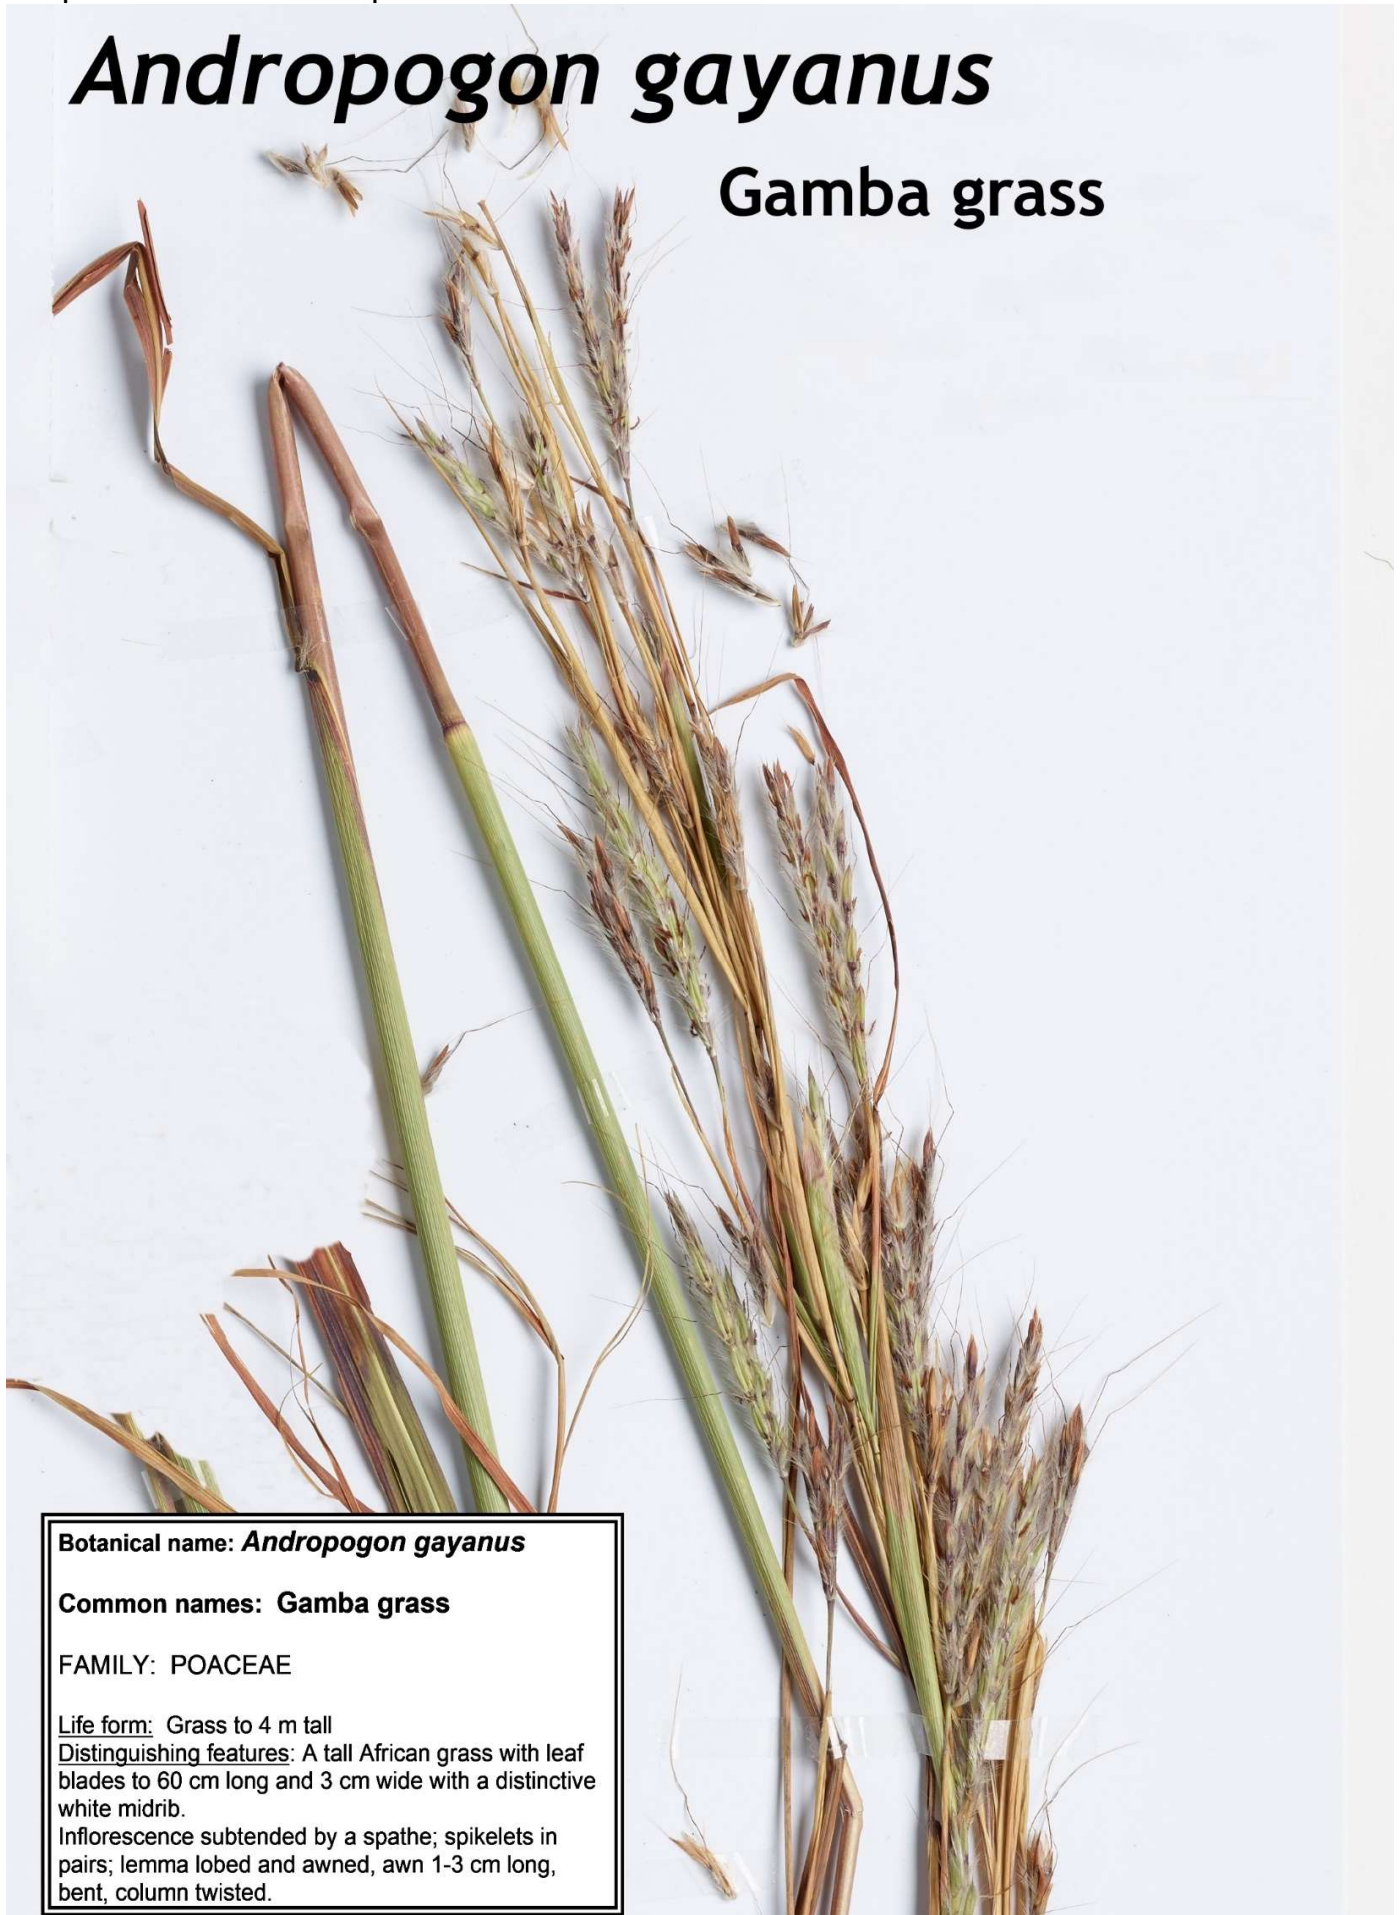 Andropogon gayanus
Gamba grass
Botanical name: Andropogon gayanus
Common names:  Gamba grass
FAMILY:  POACEAE
Life form:  Grass to 4 m tall
Distinguishing features: A tall African grass with leaf
blades to 60 cm long and 3 cm wide with a distinctive
white midrib.
Inflorescence subtended by a spathe; spikelets in
pairs; lemma lobed and awned, awn 1-3 cm long,
bent, column twisted.